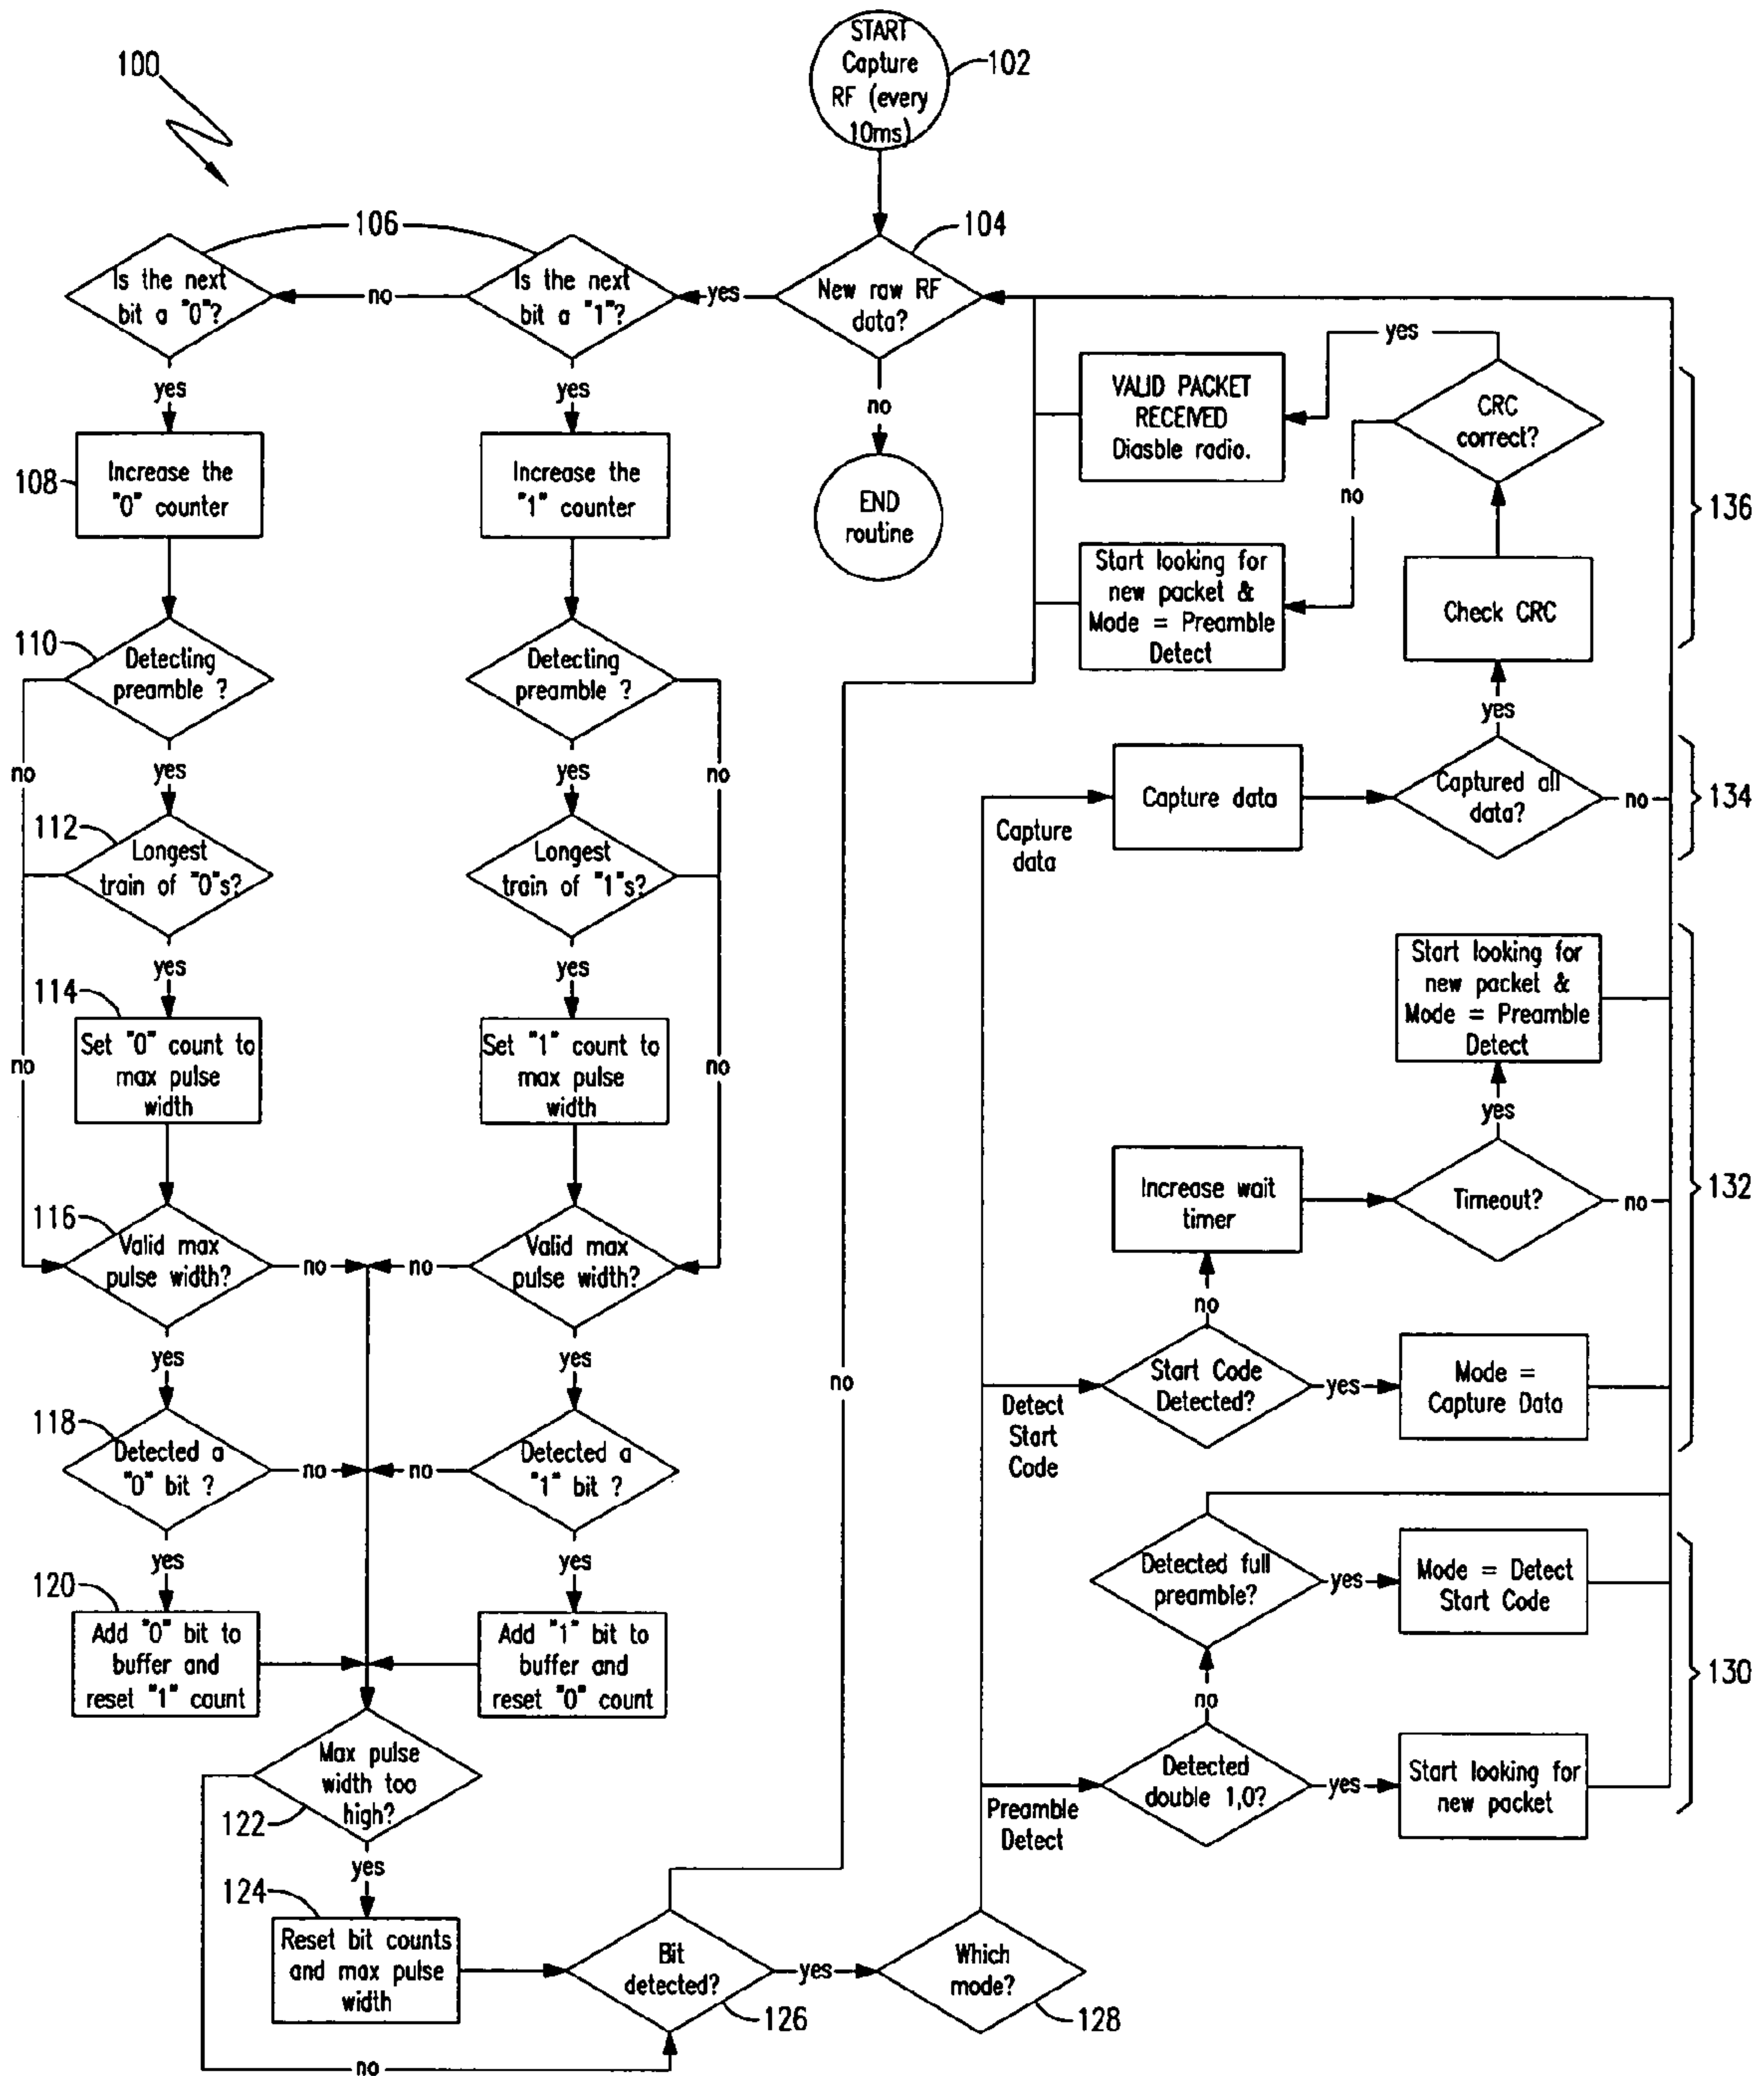 START
Capture
RF (every
10ms)
102
100
106
104
Is the next
bit a "0"?
no
Is the next
bit a "1"?
yes
New raw RF
data?
yes
yes
no
yes
VALID PACKET
RECEIVED
Diasble radio.
CRC
correct?
no
136
108
Increase the
"0" counter
Increase the
"1" counter
END
routine
Start looking for
new packet &
Mode = Preamble
Detect
Check CRC
110
Detecting
preamble ?
Detecting
preamble ?
no
yes
yes
no
yes
112
Longest
train of "0"s?
Longest
train of "1"s?
Capture
data
Capture data
Captured all
data?
no
134
yes
yes
114
Set "0" count to
max pulse
width
no
Set "1" count to
max pulse
width
no
Start looking for
new packet &
Mode = Preamble
Detect
yes
116
Valid max
pulse width?
no
no
Valid max
pulse width?
Increase wait
timer
Timeout?
no
132
no
yes
yes
no
118
Detected a
"0" bit ?
no
no
Detected a
"1" bit ?
Detect
Start
Code
Start Code
Detected?
yes
Mode =
Capture Data
yes
yes
120
Add "0" bit to
buffer and
reset "1" count
Add "1" bit to
buffer and
reset "0" count
Detected full
preamble?
yes
Mode = Detect
Start Code
130
no
Max pulse
width too
high?
122
Preamble
Detect
Detected
double 1,0?
yes
Start looking for
new packet
yes
124
Reset bit counts
and max pulse
width
Bit
detected?
126
yes
Which
mode?
128
no